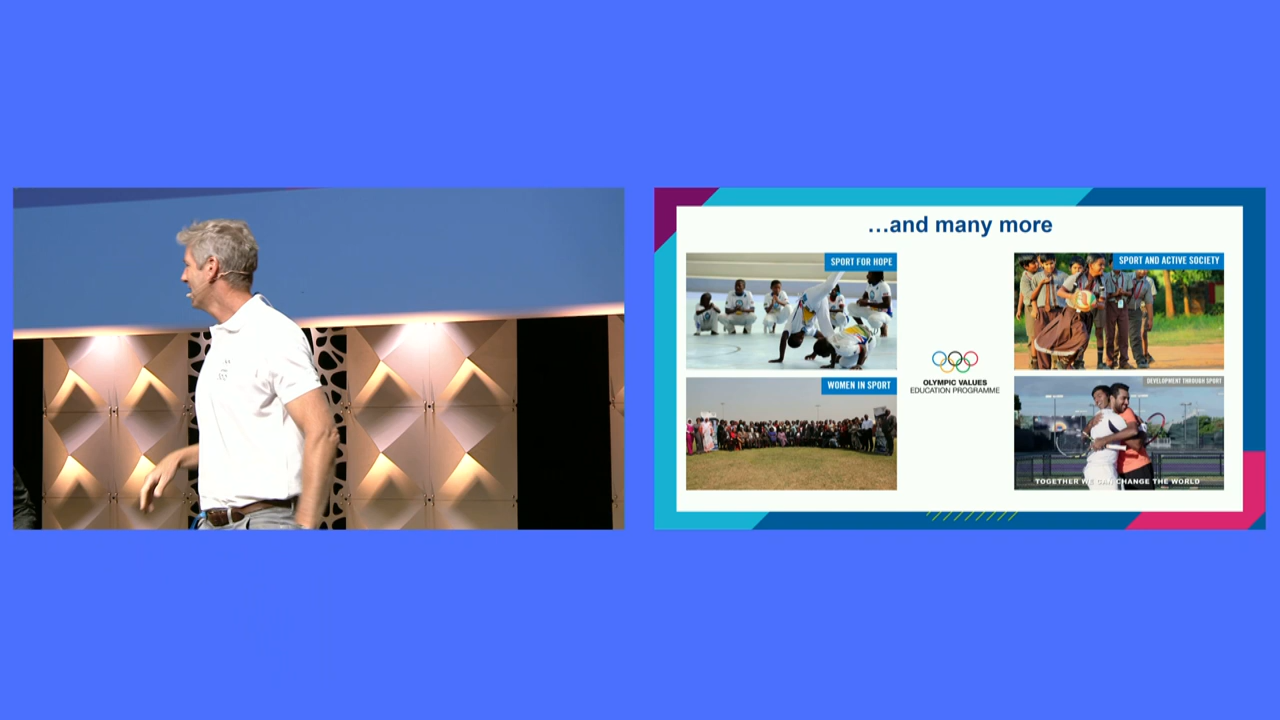 …and many more
SPORT FOR HOPE
SPORT AND ACTIVE SOCIETY
OLYMPIC VALUES
EDUCATION PROGRAMME
WOMEN IN SPORT
DEVELOPMENT THROUGH SPORT
TOGETHER WE CAN CHANGE THE WORLD